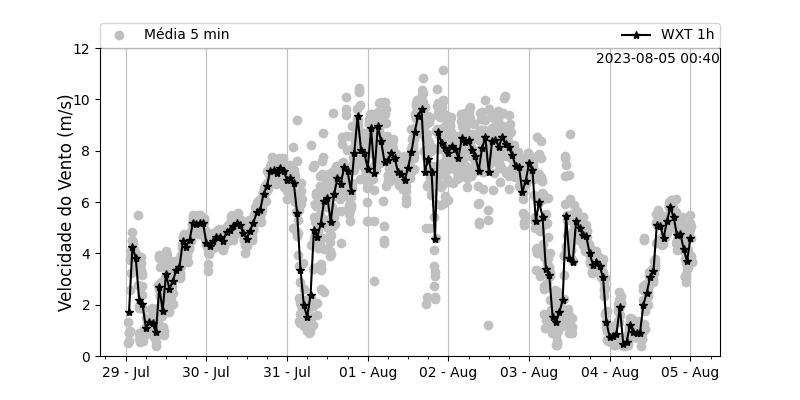 Média 5 min
WXT 1h
2023-08-05 00:40
Velocidade do Vento (m/s)
12
10
8
6
4
2
0
29 - Jul
30 - Jul
31 - Jul
01 - Aug
02 - Aug
03 - Aug
04 - Aug
05 - Aug